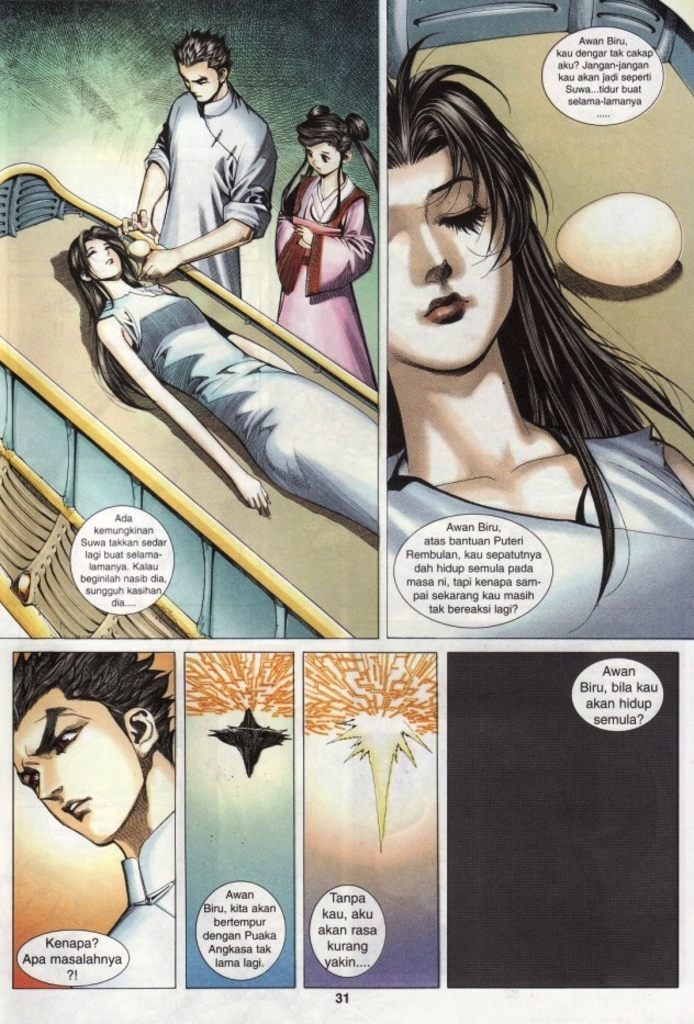 Ada
kemungkinan
Suwa takkan sedar
lagi buat selama-
lamanya. Kalau
beginilah nasib dia,
sungguh kasihan
dia....
Awan Biru,
kau dengar tak cakap
aku? Jangan-jangan
kau akan jadi seperti
Suwa...tidur buat
selama-lamanya
.....
Awan Biru,
atas bantuan Puteri
Rembulan, kau sepatutnya
dah hidup semula pada
masa ni, tapi kenapa sam-
pai sekarang kau masih
tak bereaksi lagi?
Kenapa?
Apa masalahnya
?!
Awan
Biru, kita akan
bertempur
dengan Puaka
Angkasa tak
lama lagi.
Tanpa
kau, aku
akan rasa
kurang
yakin....
Awan
Biru, bila kau
akan hidup
semula?
31